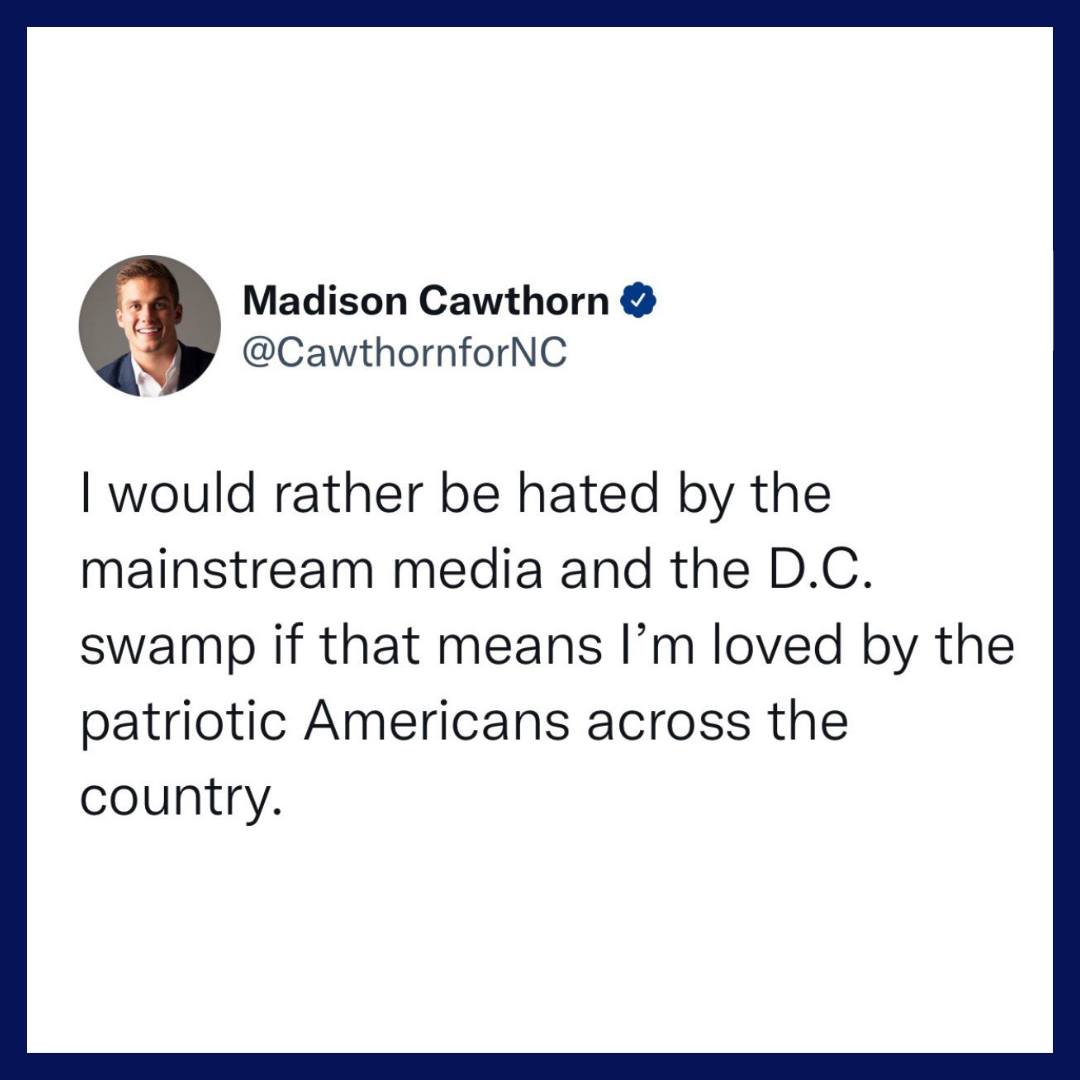 Madison Cawthorn
@CawthornforNC
I would rather be hated by the
mainstream media and the D.C.
swamp if that means I’m loved by the
patriotic Americans across the
country.